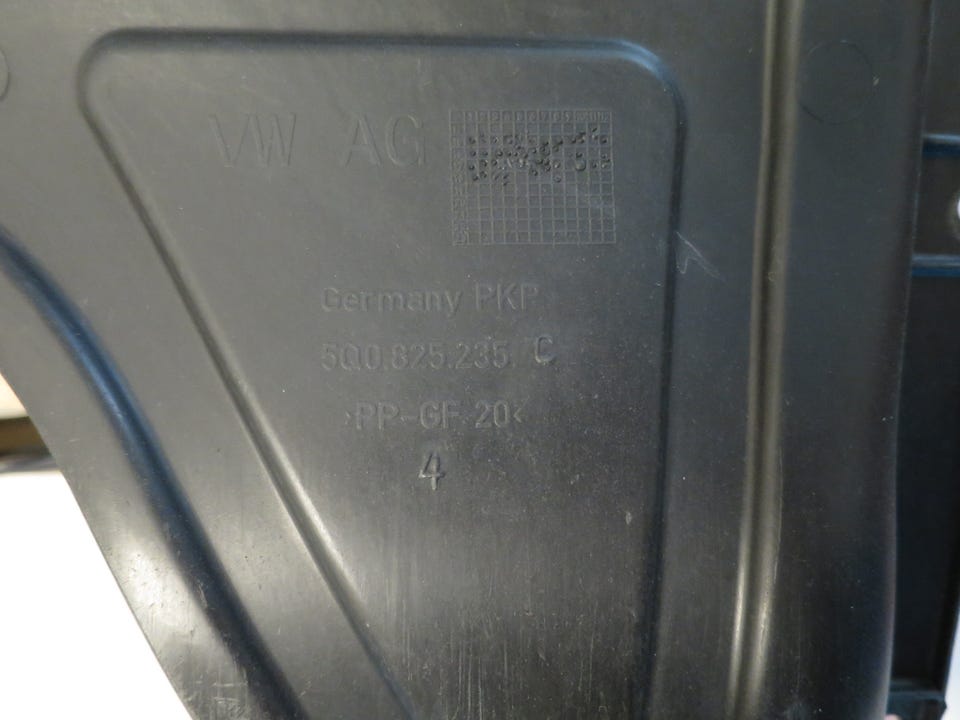 VW AG
Germany PKP
5Q0.825.235. C
>PP-GF 20<
4